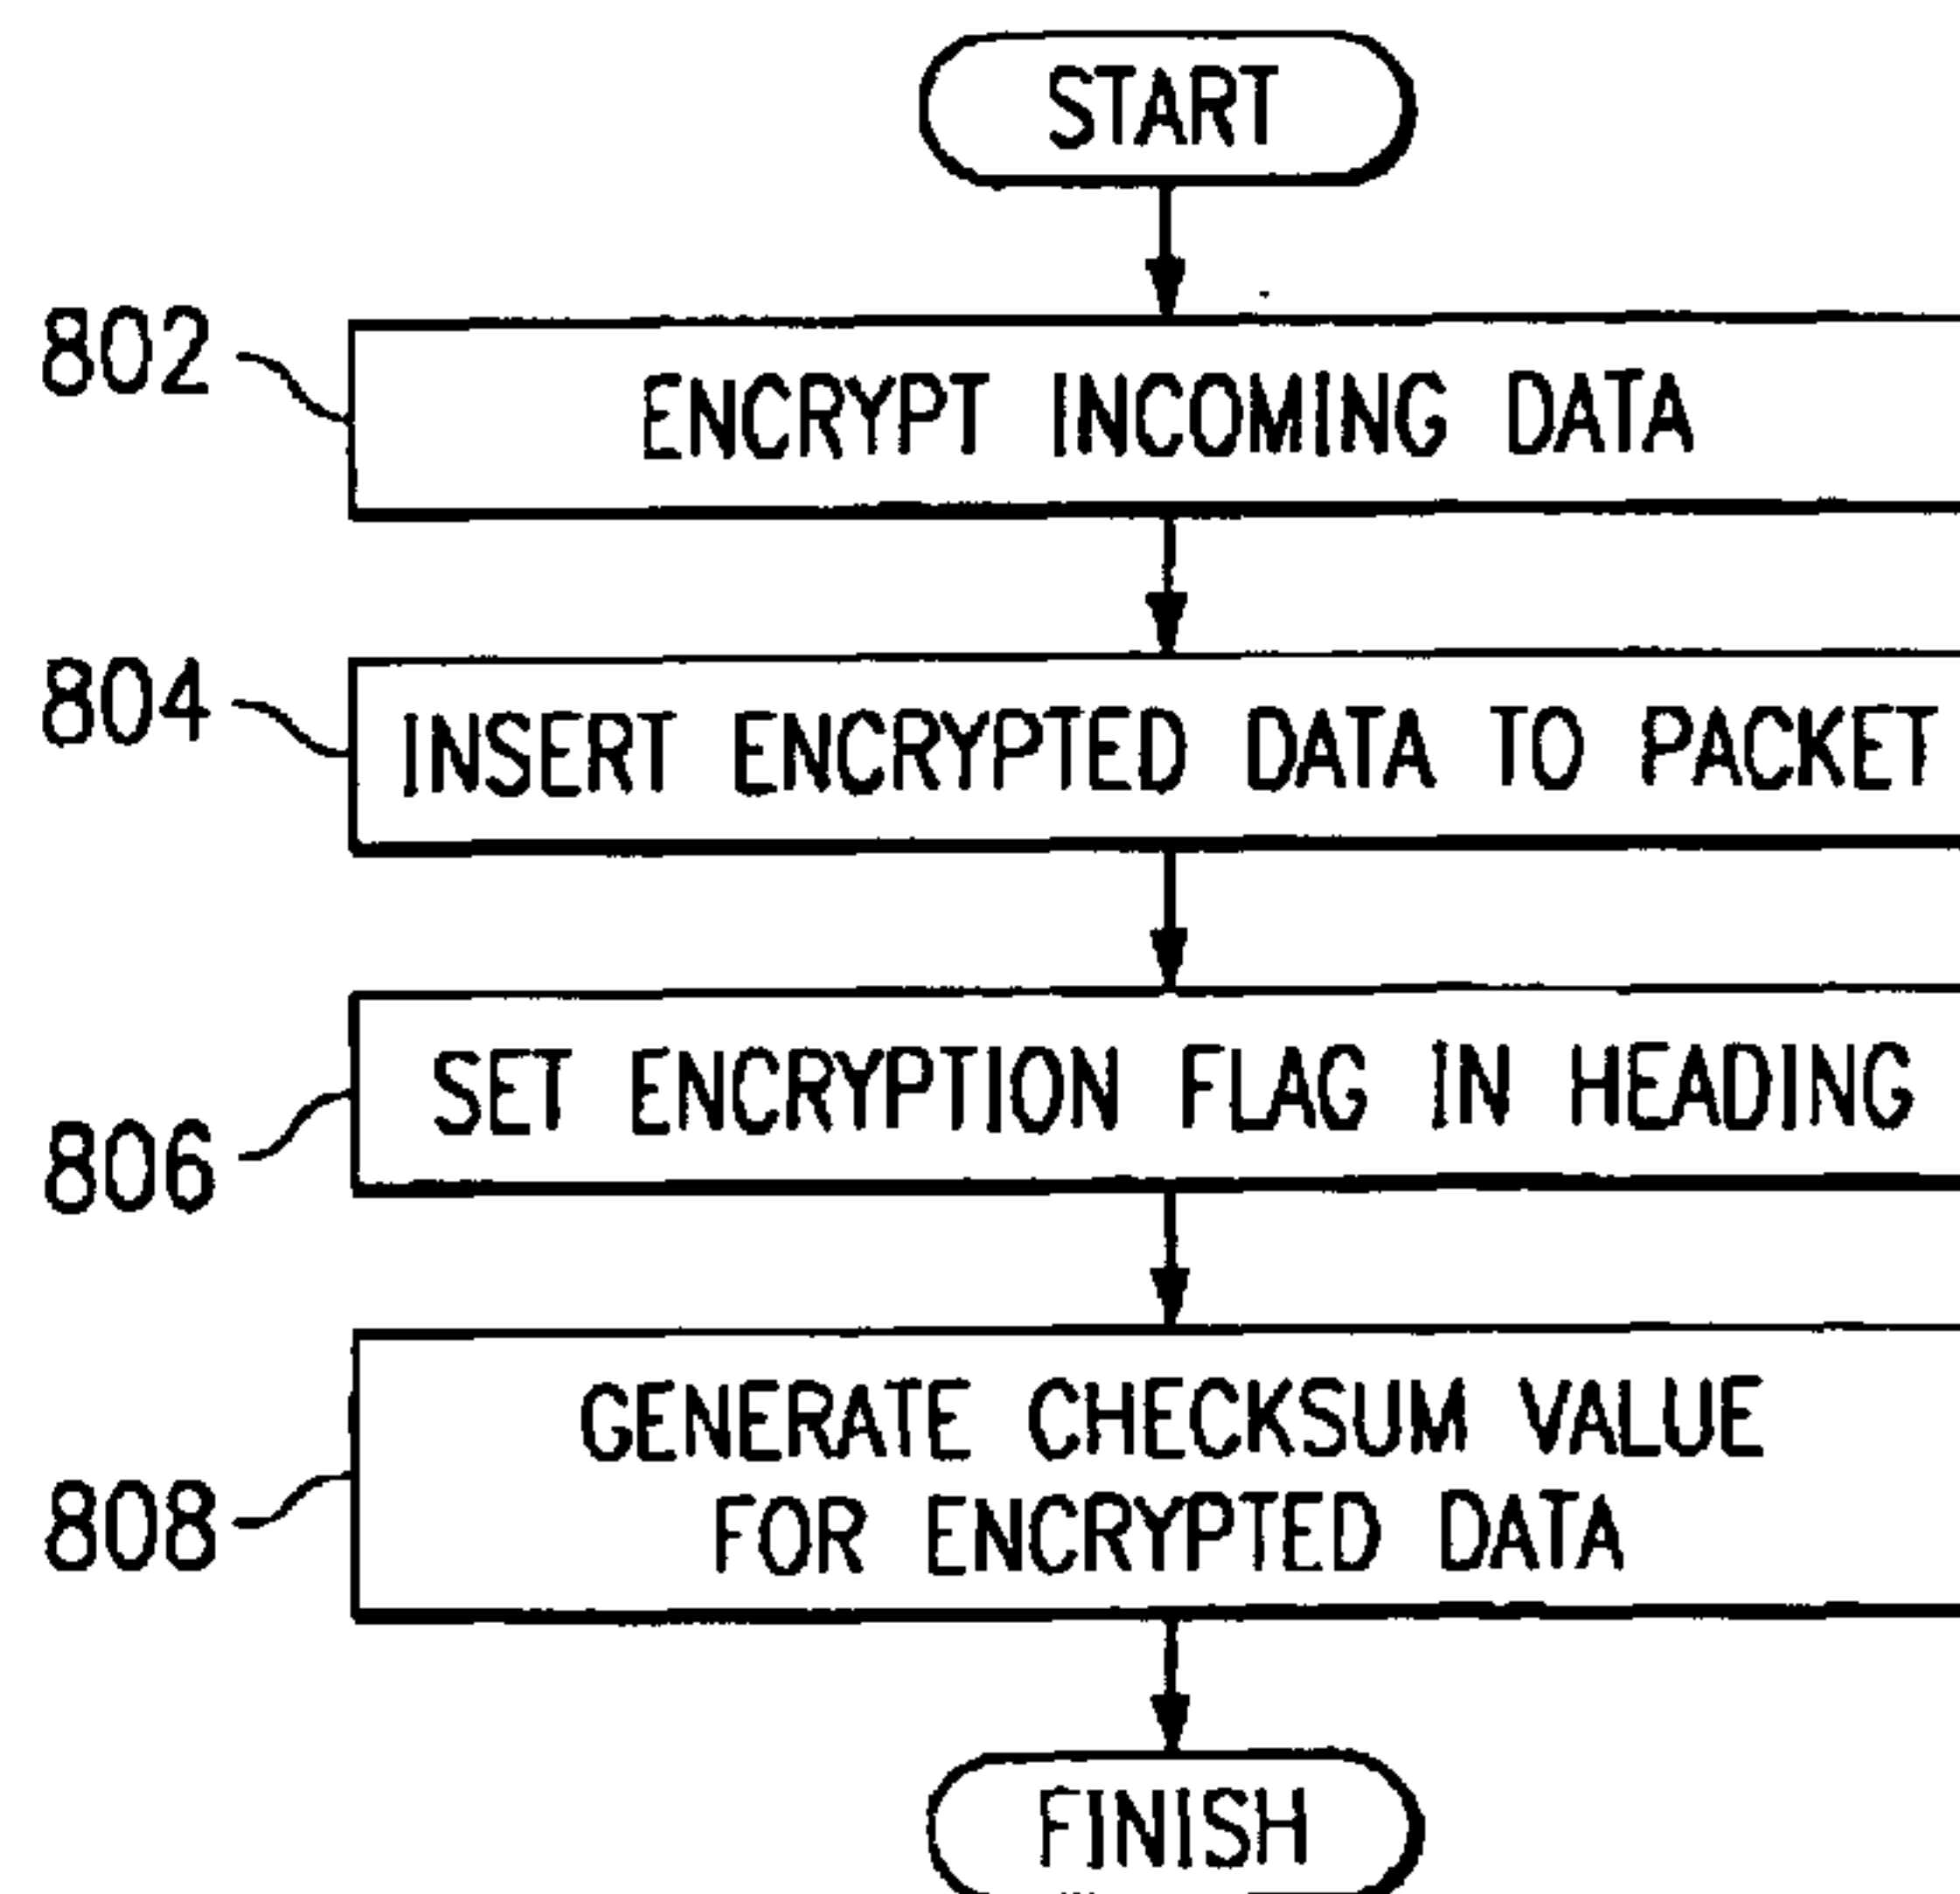 START
802
ENCRYPT INCOMING DATA
804
INSERT ENCRYPTED DATA TO PACKET
806
SET ENCRYPTION FLAG IN HEADING
808
GENERATE CHECKSUM VALUE
FOR ENCRYPTED DATA
FINISH